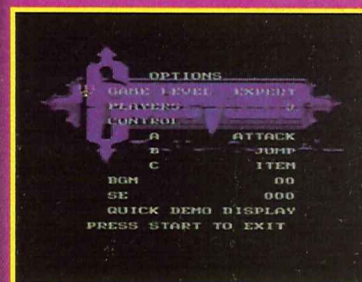 OPTIONS
GAME LEVEL EXPERT
PLAYERS
CONTROL
A ATTACK
B JUMP
C ITEM
BGM 00
SE 000
QUICK DEMO DISPLAY
PRESS START TO EXIT